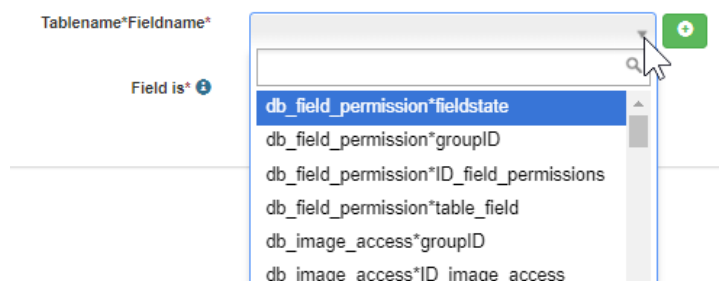 Tablename*Fieldname*
Field is*
db_field_permission*fieldstate
db_field_permission*groupID
db_field_permission*ID_field_permissions
db_field_permission*table_field
db_image_access*groupID
db_image_access*ID_image_access